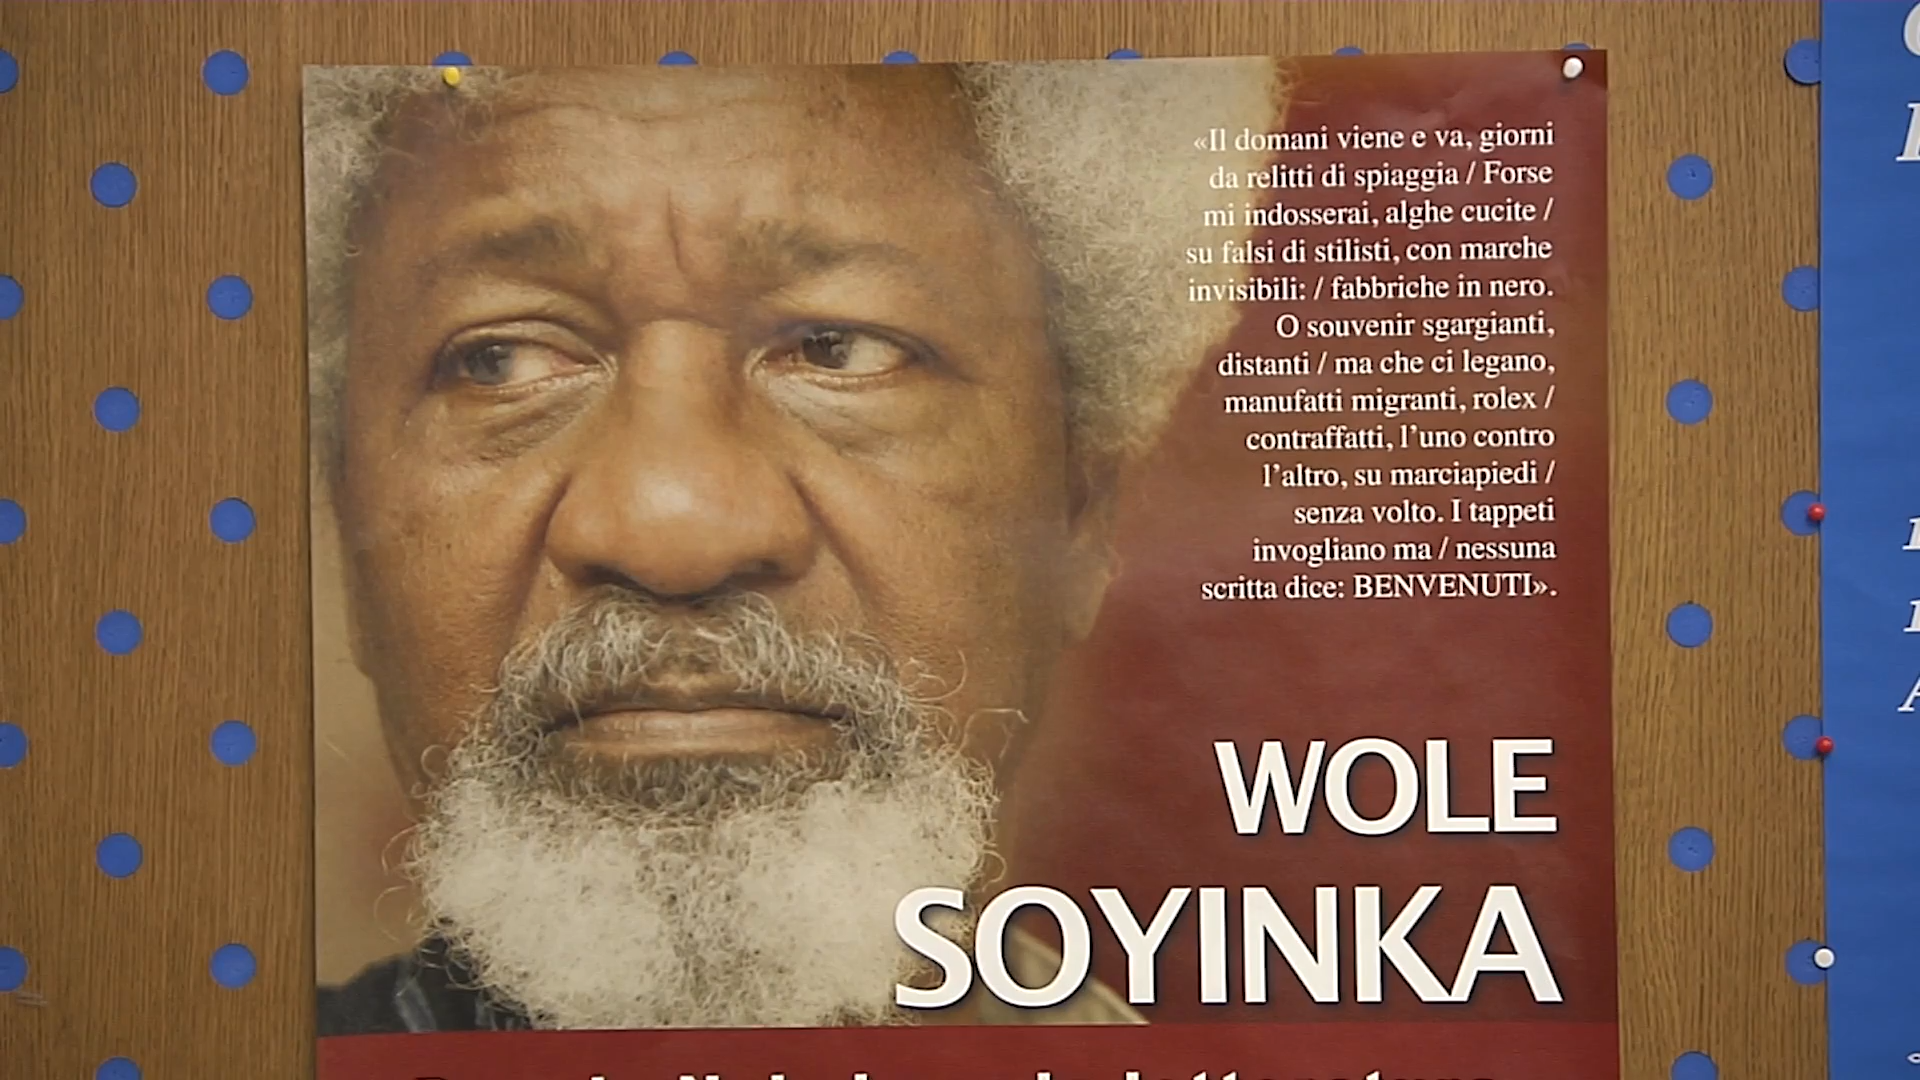 «Il domani viene e va, giorni
da relitti di spiaggia / Forse
mi indosserai, alghe cucite /
su falsi di stilisti, con marche
invisibili: / fabbriche in nero.
O souvenir sgargianti,
distanti / ma che ci legano,
manufatti migranti, rolex /
contraffatti, l’uno contro
l’altro, su marciapiedi /
senza volto. I tappeti
invogliano ma / nessuna
scritta dice: BENVENUTI».
WOLE
SOYINKA